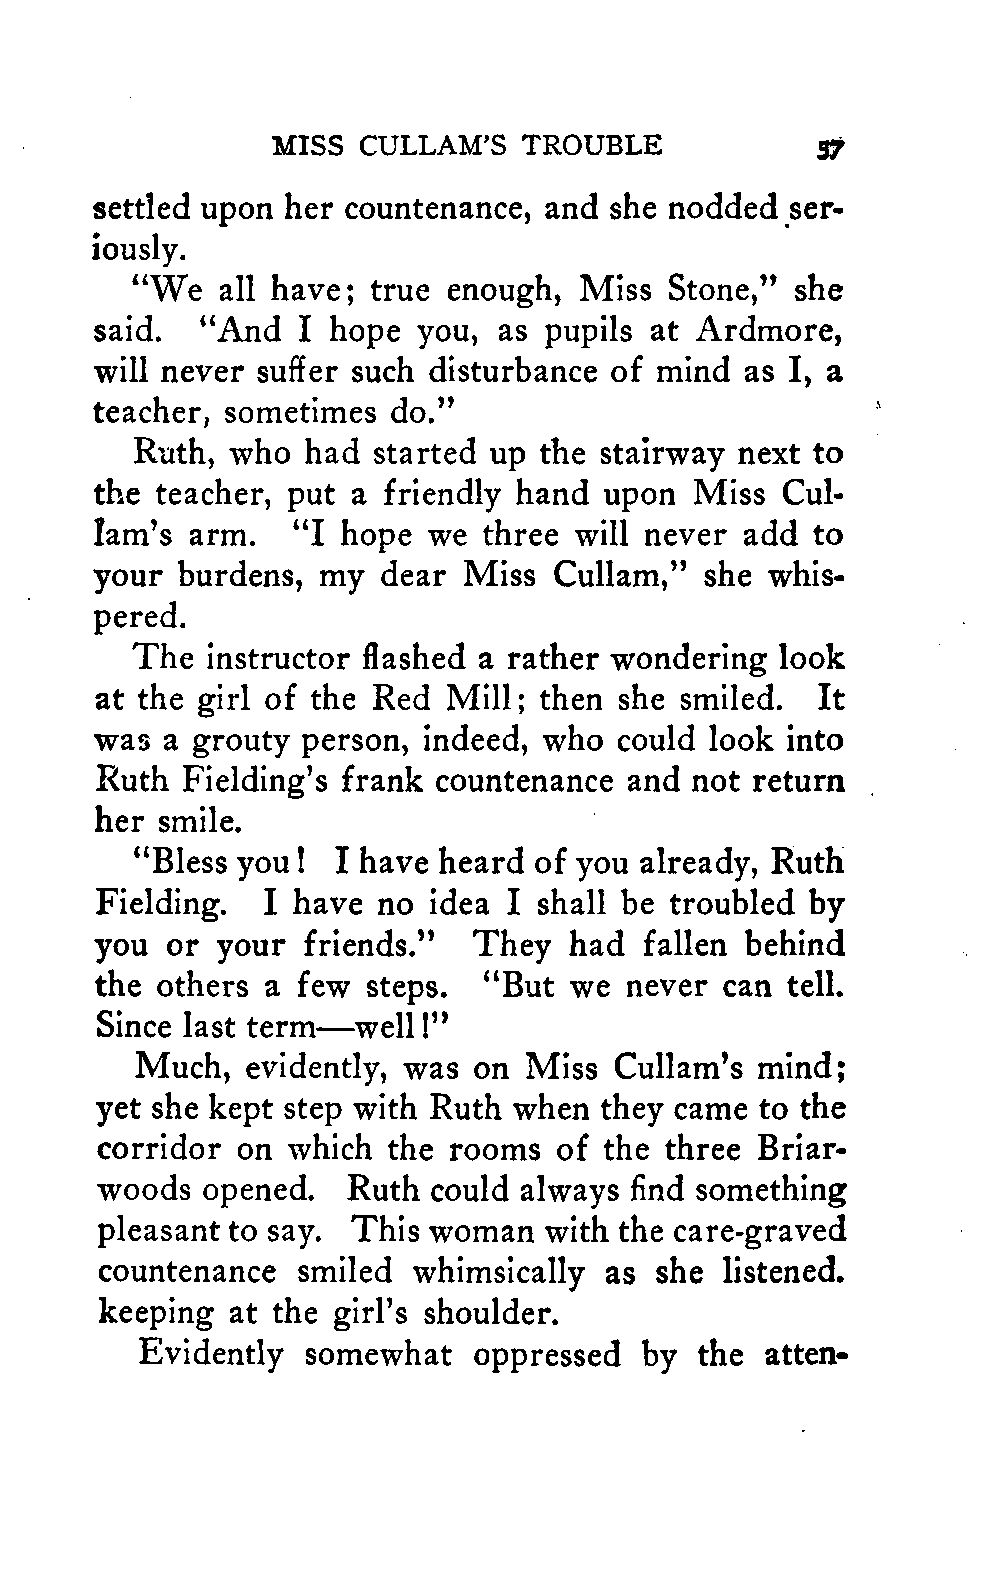 MISS CULLAM'S TROUBLE 57
settled upon her countenance, and she nodded ser-
iously.
"We all have; true enough, Miss Stone," she
said. "And I hope you, as pupils at Ardmore,
will never suffer such disturbance of mind as I, a
teacher, sometimes do."
Ruth, who had started up the stairway next to
the teacher, put a friendly hand upon Miss Cul-
lam's arm. "I hope we three will never add to
your burdens, my dear Miss Cullam," she whis-
pered.
The instructor flashed a rather wondering look
at the girl of the Red Mill; then she smiled. It
was a grouty person, indeed, who could look into
Ruth Fielding's frank countenance and not return
her smile.
"Bless you! I have heard of you already, Ruth
Fielding. I have no idea I shall be troubled by
you or your friends." They had fallen behind
the others a few steps. "But we never can tell.
Since last term—well!"
Much, evidently, was on Miss Cullam's mind;
yet she kept step with Ruth when they came to the
corridor on which the rooms of the three Briar-
woods opened. Ruth could always find something
pleasant to say. This woman with the care-graved
countenance smiled whimsically as she listened.
keeping at the girl's shoulder.
Evidently somewhat oppressed by the atten-